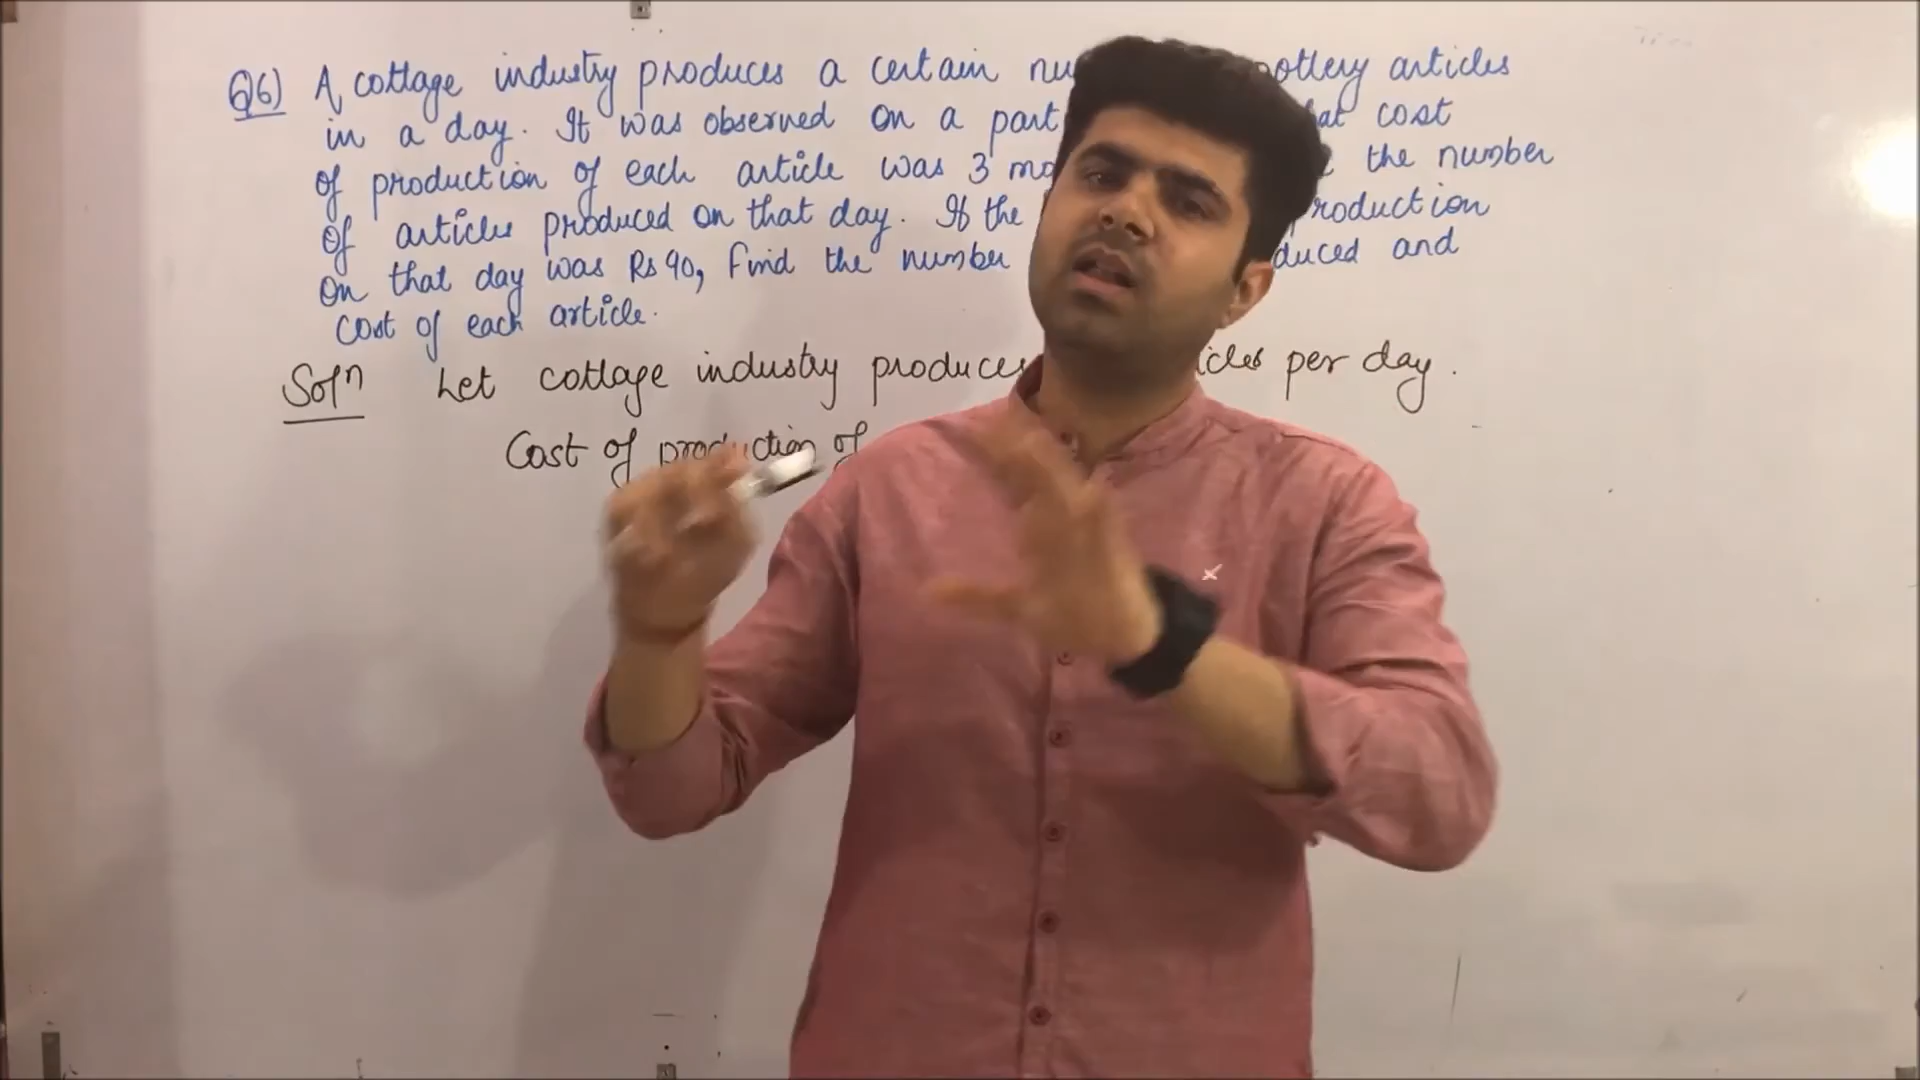 Q6) A cottage industry produces a certain nu ottery articles
in a day. It was observed on a part at cost
of production of each article was 3 mo the number
of articles produced on that day. If the roduction
on that day was Rs 90, find the number duced and
cost of each article.
Solⁿ Let cottage industry produces icles per day.
Cost of production of